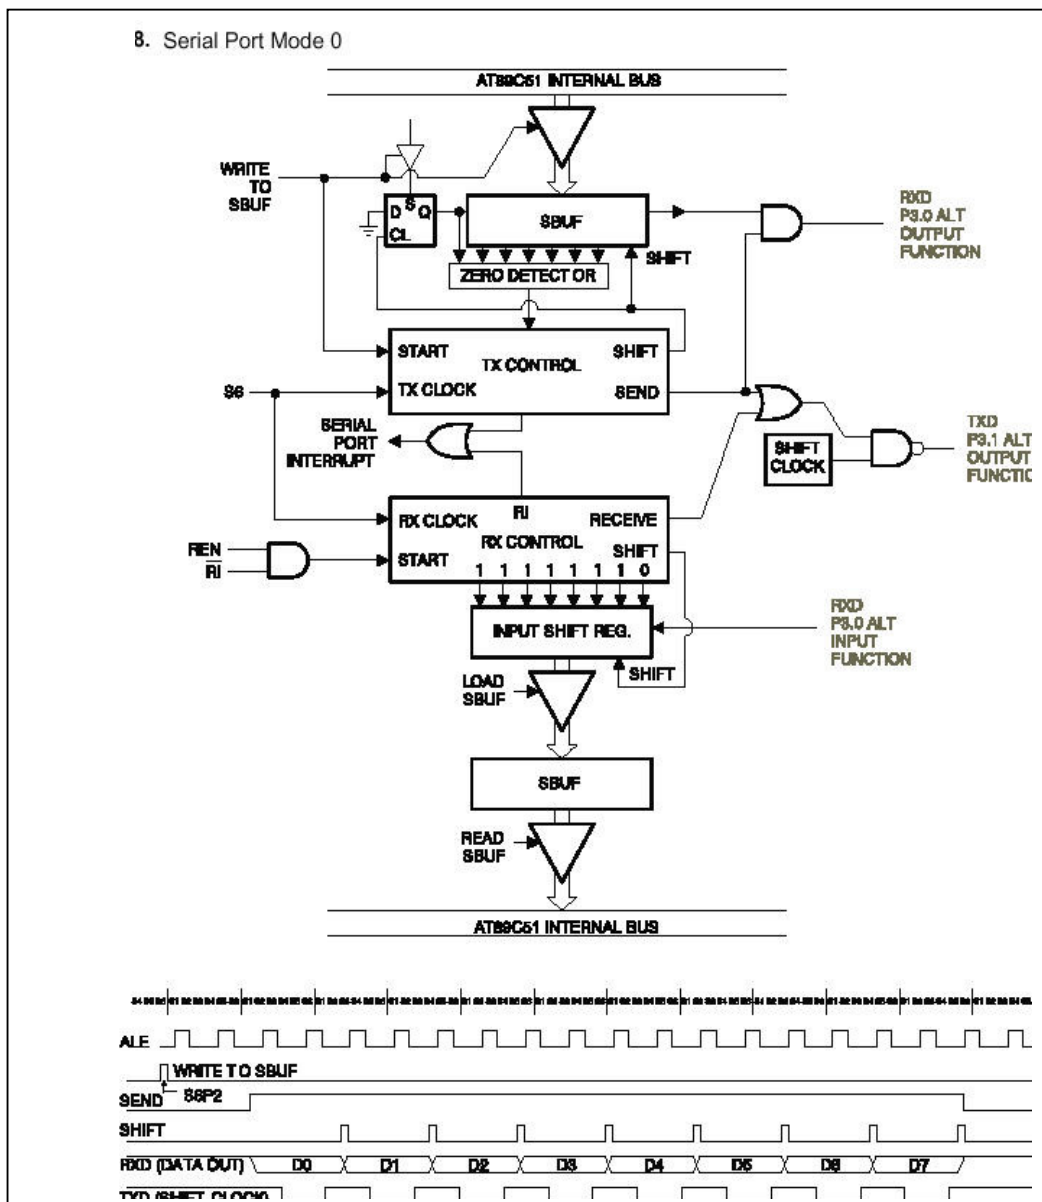 8. Serial Port Mode 0
AT89C51 INTERNAL BUS
WRITE
TO
SBUF
D S Q
CL
SBUF
SHIFT
ZERO DETECTOR
RXD
P3.0 ALT
OUTPUT
FUNCTION
START
SHIFT
TX CONTROL
S6
TX CLOCK
SEND
SERIAL
PORT
INTERRUPT
SHIFT
CLOCK
TXD
P3.1 ALT
OUTPUT
FUNCTIC
RX CLOCK
RI
RECEIVE
RX CONTROL
REN
RI
START
SHIFT
1 1 1 1 1 1 1 0
INPUT SHIFT REG.
RXD
P3.0 ALT
INPUT
FUNCTION
LOAD
SBUF
SHIFT
SBUF
READ
SBUF
AT89C51 INTERNAL BUS
ALE
WRITE TO SBUF
SEND
S6P2
SHIFT
RXD (DATA OUT)
D0 D1 D2 D3 D4 D5 D6 D7
TXD (SHIFT CLOCK)